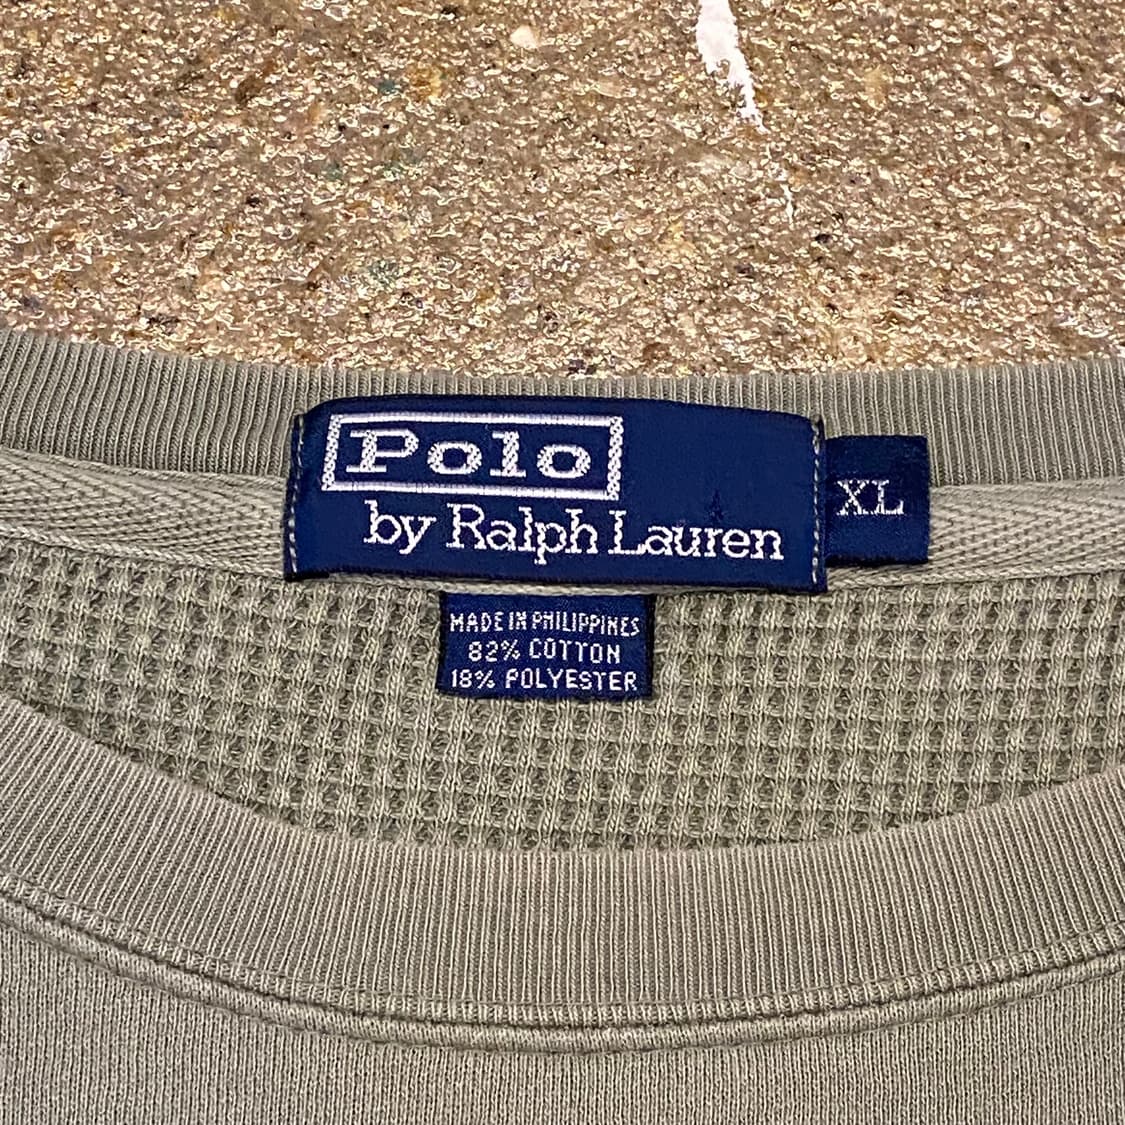 Polo
by Ralph Lauren
XL
MADE IN PHILIPPINES
82% COTTON
18% POLYESTER